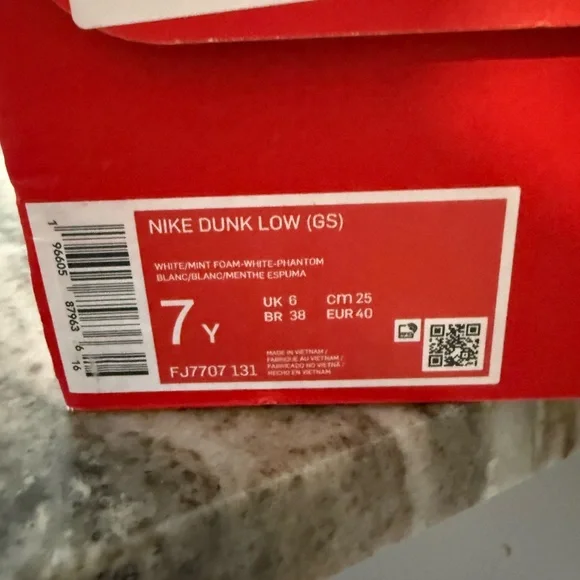 NIKE DUNK LOW (GS)
WHITE/MINT FOAM-WHITE-PHANTOM
BLANC/BLANC/MENTHE ESPUMA
7 Y
UK 6 cm 25
BR 38 EUR 40
FJ7707 131
MADE IN VIETNAM /
FABRIQUÉ AU VIETNAM /
FABRICADO NO VIETNÃ /
HECHO EN VIETNAM
1 96605 87963 6 16